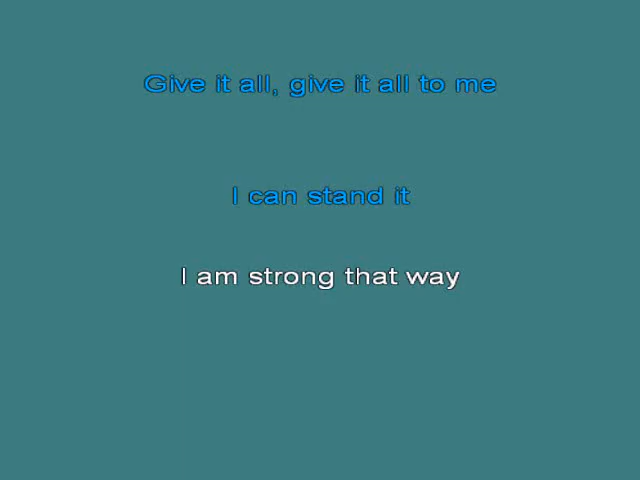 Give it all, give it all to me
I can stand it
I am strong that way